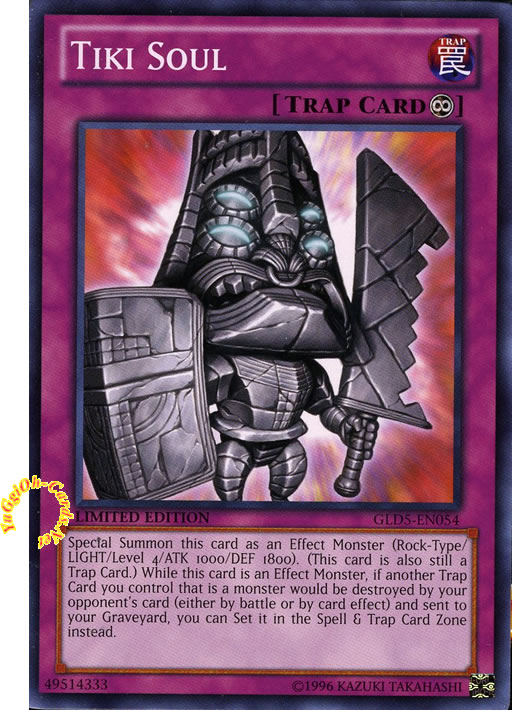 TIKI SOUL
TRAP
罠
[TRAP CARD∞]
YuGgiOh-Cards.Net
LIMITED EDITION
GLD5-EN054
Special Summon this card as an Effect Monster (Rock-Type/
LIGHT/Level 4/ATK 1000/DEF 1800). (This card is also still a
Trap Card.) While this card is an Effect Monster, if another Trap
Card you control that is a monster would be destroyed by your
opponent's card (either by battle or by card effect) and sent to
your Graveyard, you can Set it in the Spell & Trap Card Zone
instead.
49514333
©1996 KAZUKI TAKAHASHI